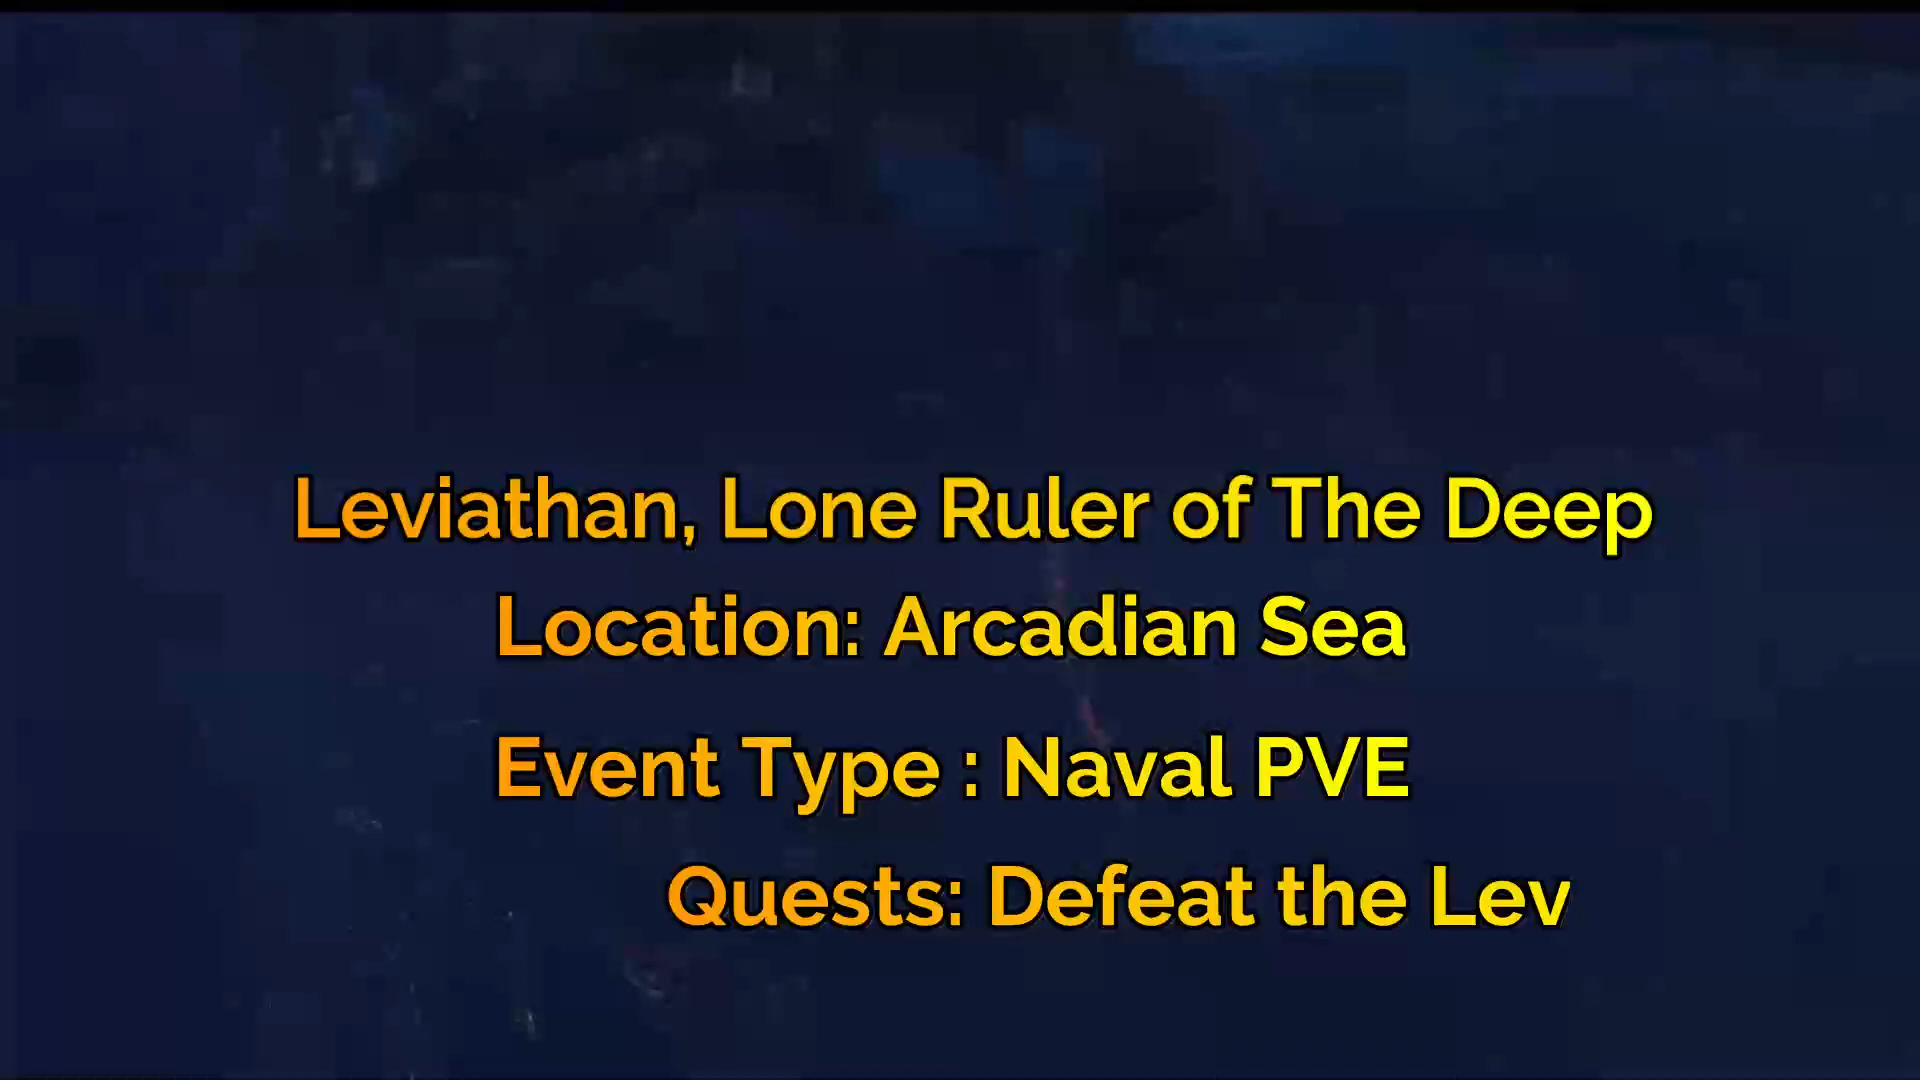 Leviathan, Lone Ruler of The Deep
Location: Arcadian Sea
Event Type : Naval PVE
Quests: Defeat the Lev